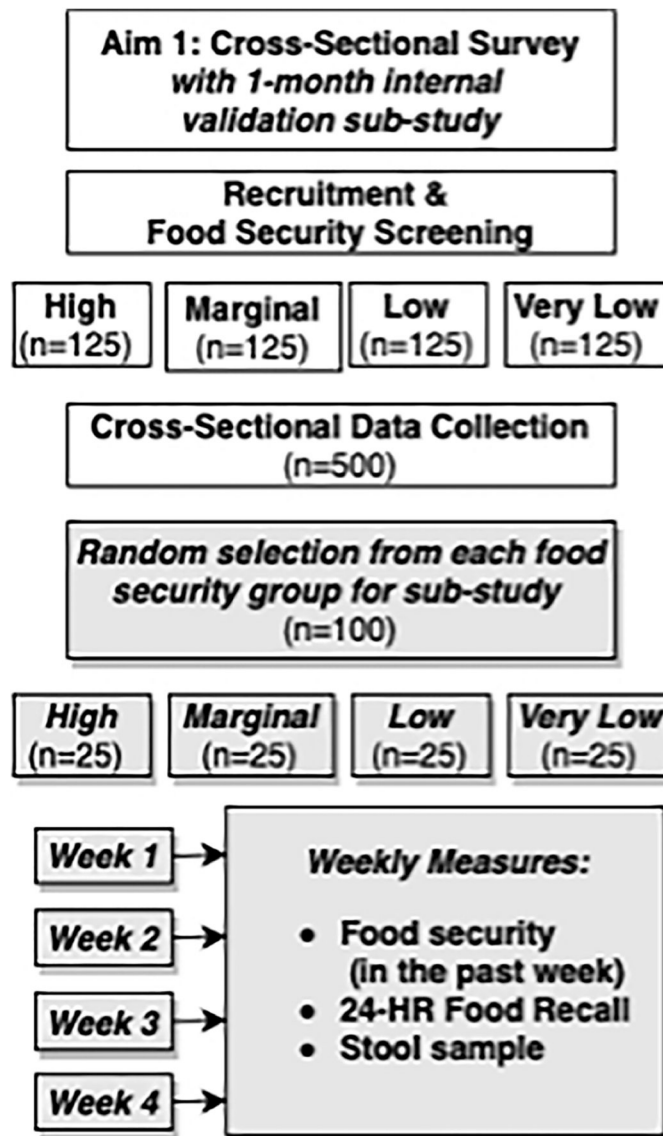 Aim 1: Cross-Sectional Survey
with 1-month internal
validation sub-study
Recruitment &
Food Security Screening
High
(n=125)
Marginal
(n=125)
Low
(n=125)
Very Low
(n=125)
Cross-Sectional Data Collection
(n=500)
Random selection from each food
security group for sub-study
(n=100)
High
(n=25)
Marginal
(n=25)
Low
(n=25)
Very Low
(n=25)
Week 1
Week 2
Week 3
Week 4
Weekly Measures:
• Food security
(in the past week)
• 24-HR Food Recall
• Stool sample